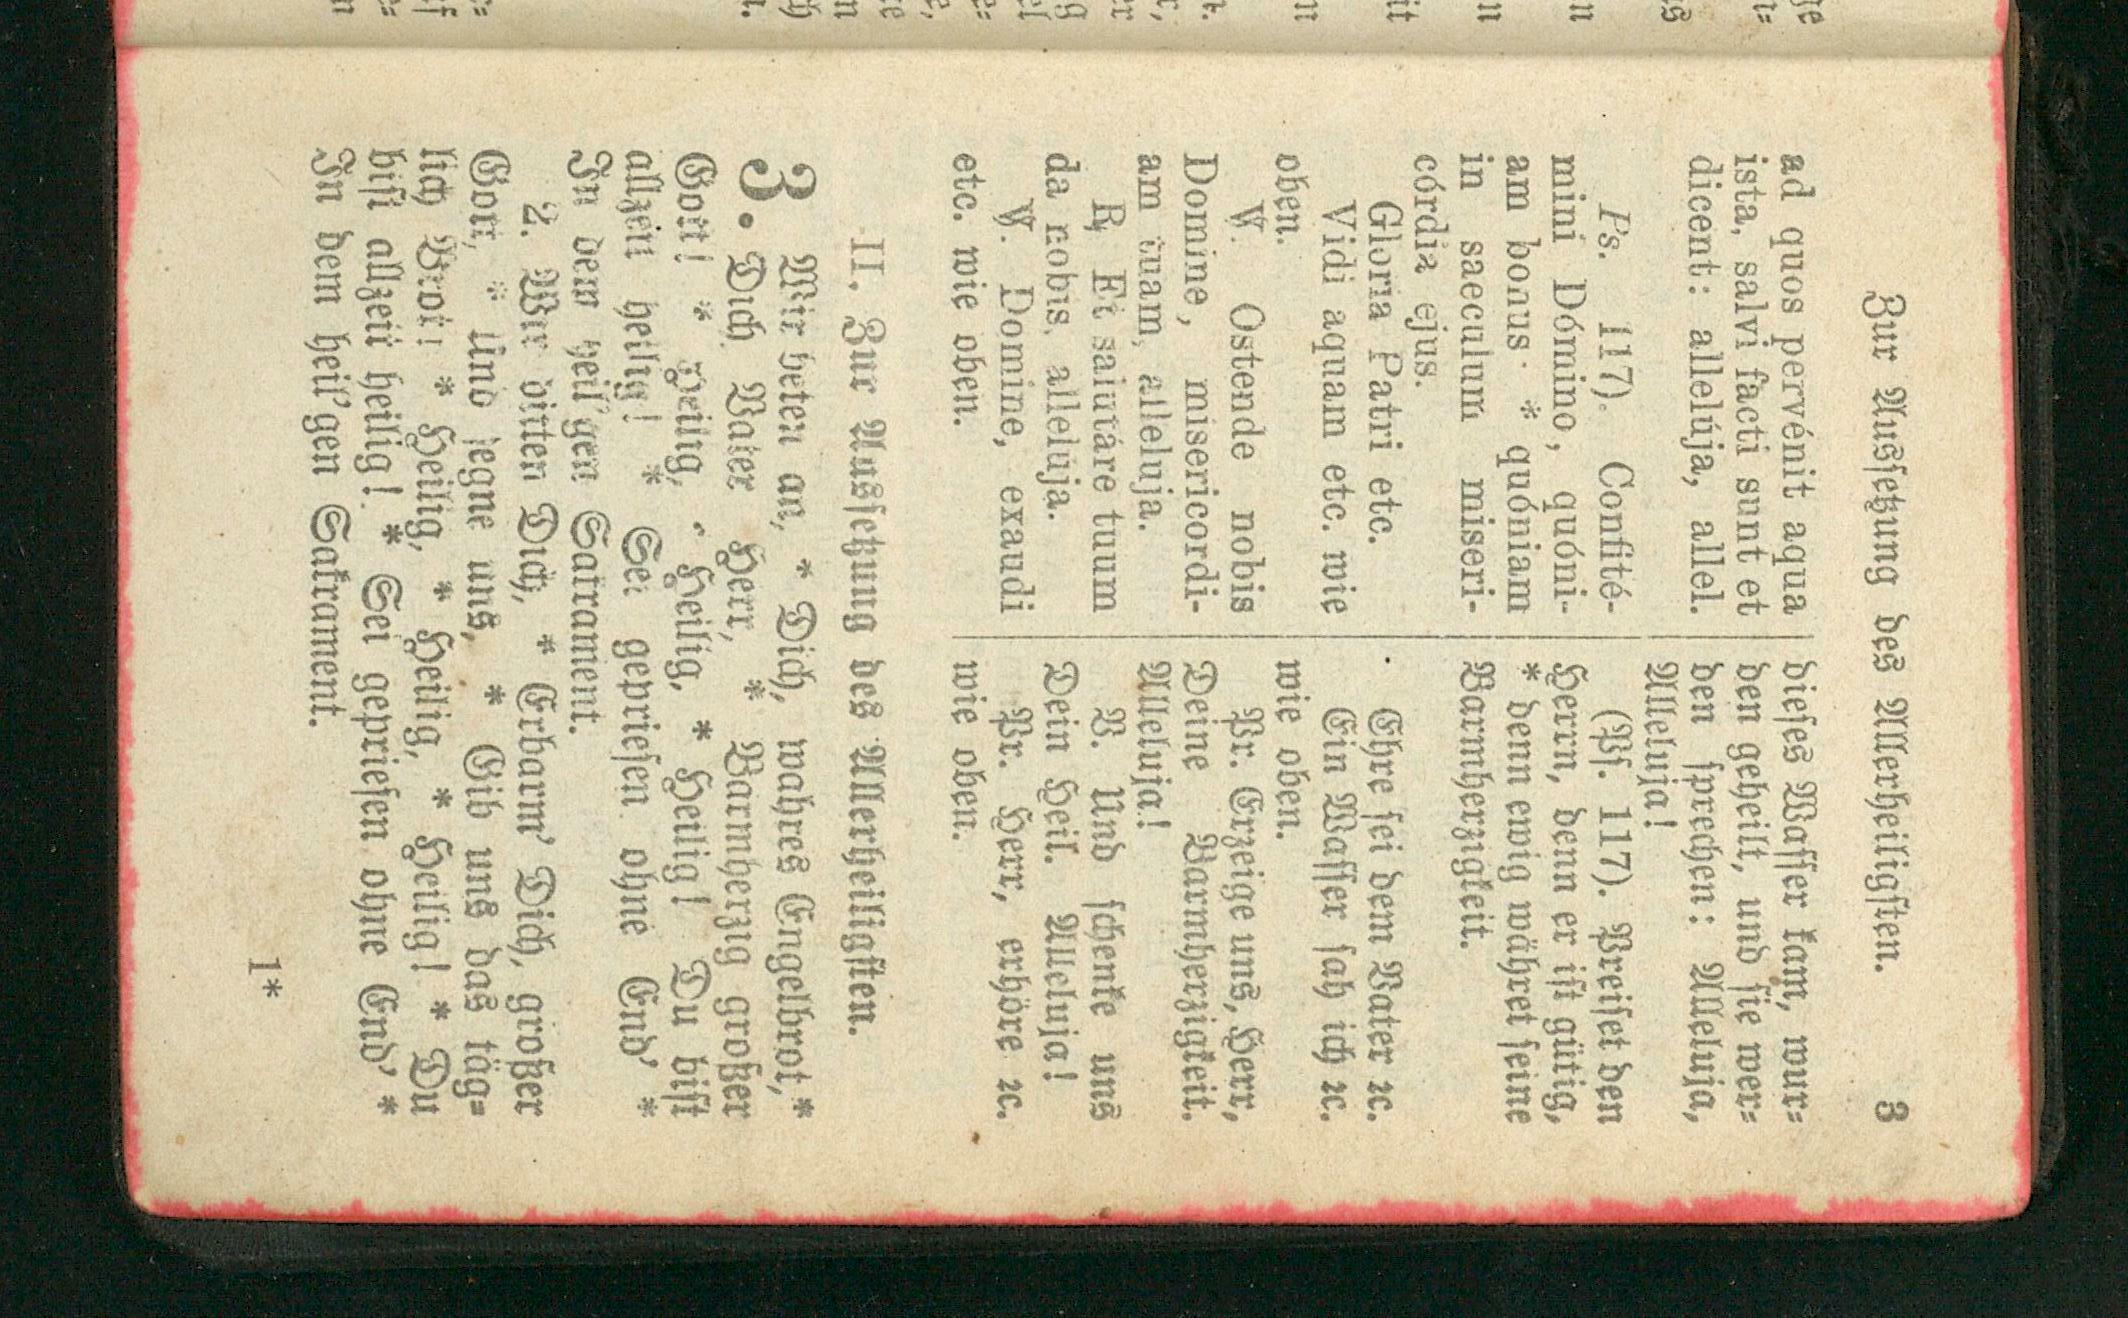 Zur Ausſetzung des Allerheiligſten. 3
ad quos pervénit aqua
ista, salvi facti sunt et
dicent: allelúja, allel.
Ps. 117). Confité-
mini Dómino, quóni-
am bonus * quóniam
in saeculum miseri-
córdia ejus.
Gloria Patri etc.
Vidi aquam etc. wie
oben.
℣. Ostende nobis
Domine, misericordi-
am tuam, alleluja.
℟ Et salutáre tuum
da nobis, alleluja.
℣. Domine, exaudi
etc. wie oben.
dieſes Waſſer kam, wur-
den geheilt, und ſie wer-
den ſprechen: Alleluja,
Alleluja!
(Pſ. 117). Preiſet den
Herrn, denn er iſt gütig,
* denn ewig währet ſeine
Barmherzigkeit.
Ehre ſei dem Vater ꝛc.
Ein Waſſer ſah ich ꝛc.
wie oben.
Pr. Erzeige uns, Herr,
Deine Barmherzigkeit.
Alleluja!
B. Und ſchenke uns
Dein Heil. Alleluja!
Pr. Herr, erhöre ꝛc.
wie oben.
II. Zur Ausſetzung des Allerheiligſten.
3. Wir beten an, * Dich, wahres Engelbrot, *
Dich, Vater Herr, * Barmherzig großer
Gott! * Heilig, * Heilig, * Heilig! Du biſt
allzeit heilig! * Sei geprieſen ohne End’ *
In dem heil’gen Sakrament.
2. Wir bitten Dich, * Erbarm’ Dich, großer
Gott, * Und ſegne uns, * Gib uns das täg-
lich Brot! * Heilig, * Heilig, * Heilig! * Du
biſt allzeit heilig! * Sei geprieſen ohne End’ *
In dem heil’gen Sakrament.
1*